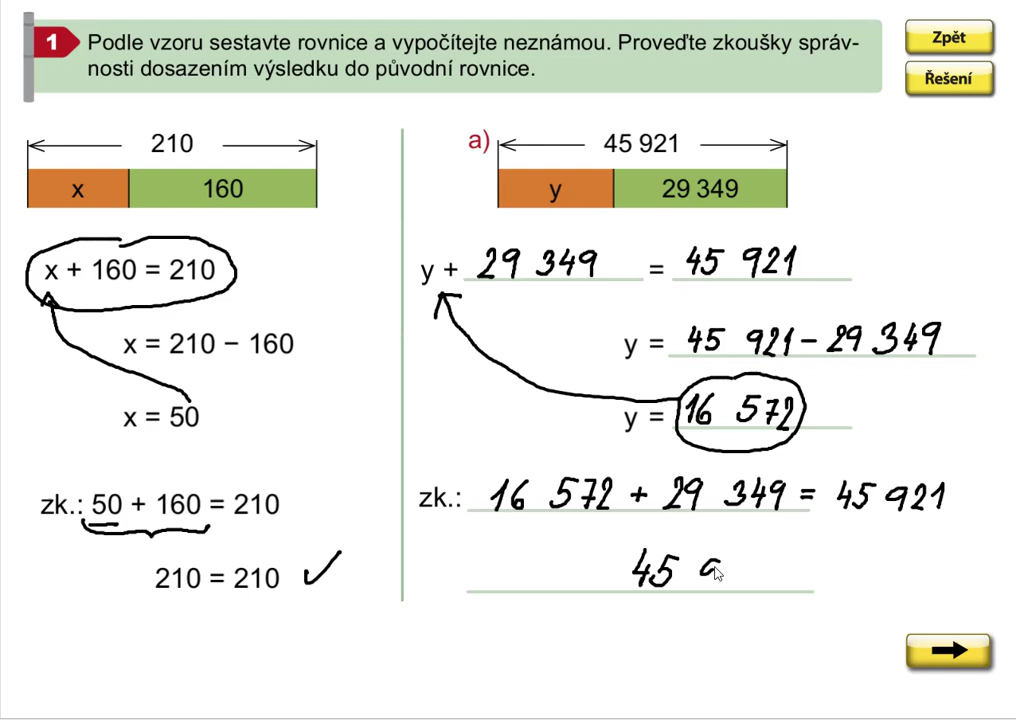 1 Podle vzoru sestavte rovnice a vypočítejte neznámou. Proveďte zkoušky správ-
nosti dosazením výsledku do původní rovnice.
Zpět
Řešení
210
x 160
x + 160 = 210
x = 210 − 160
x = 50
zk.: 50 + 160 = 210
210 = 210
a) 45 921
y 29 349
y + 29 349 = 45 921
y = 45 921 − 29 349
y = 16 572
zk.: 16 572 + 29 349 = 45 921
45